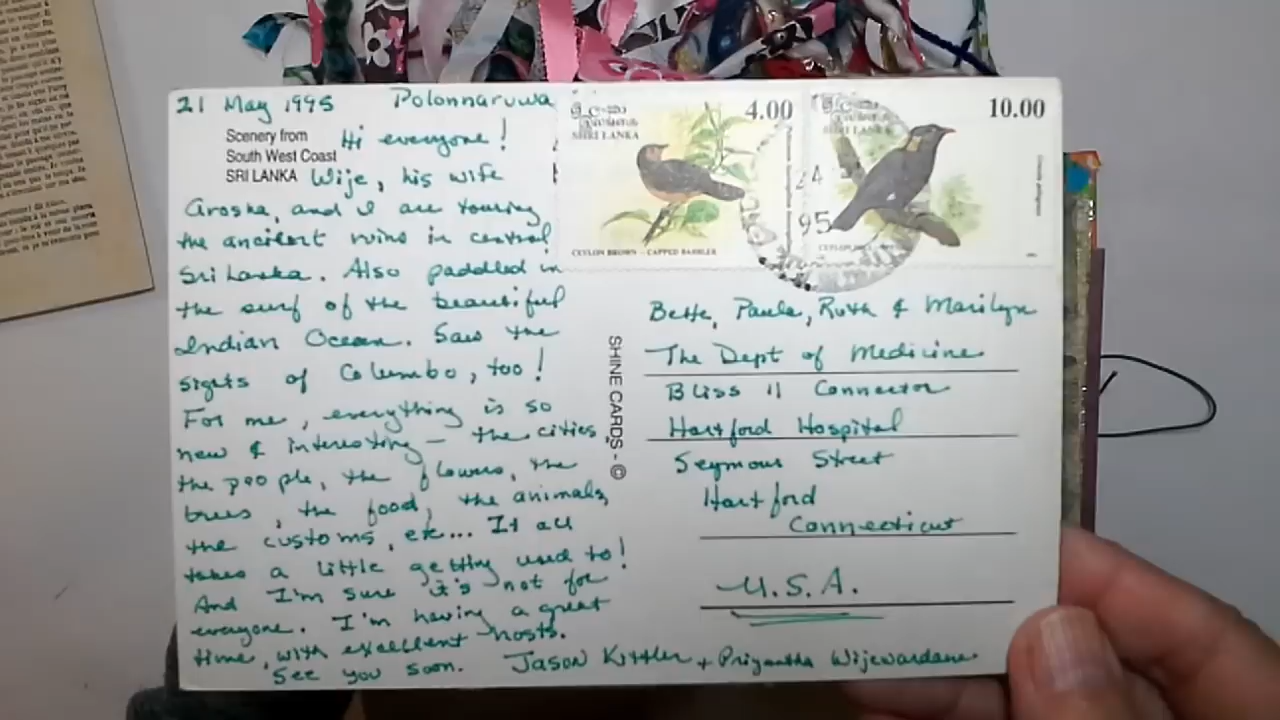 21 May 1995 Polonnaruwa
Scenery from
South West Coast
SRI LANKA
Hi everyone!
Wije, his wife
Aroska, and I are touring
the ancient ruins in central
Sri Lanka. Also paddled in
the surf of the beautiful
Indian Ocean. Saw the
sights of Columbo, too!
For me, everything is so
new & interesting - the cities,
the people, the flowers, the
trees, the food, the animals,
the customs, etc... It all
takes a little getting used to!
And I'm sure it's not for
everyone. I'm having a great
time, with excellent hosts.
See you soon. Jason Kittler + Priyantha Wijewardane
SHINE CARDS - ©
4.00
SRI LANKA
CEYLON BROWN - CAPPED BABBLER
10.00
SRI LANKA
24
95
Bette, Paula, Ruth & Marilyn
The Dept of Medicine
Bliss 11 Connector
Hartford Hospital
Seymour Street
Hartford
Connecticut
U.S.A.